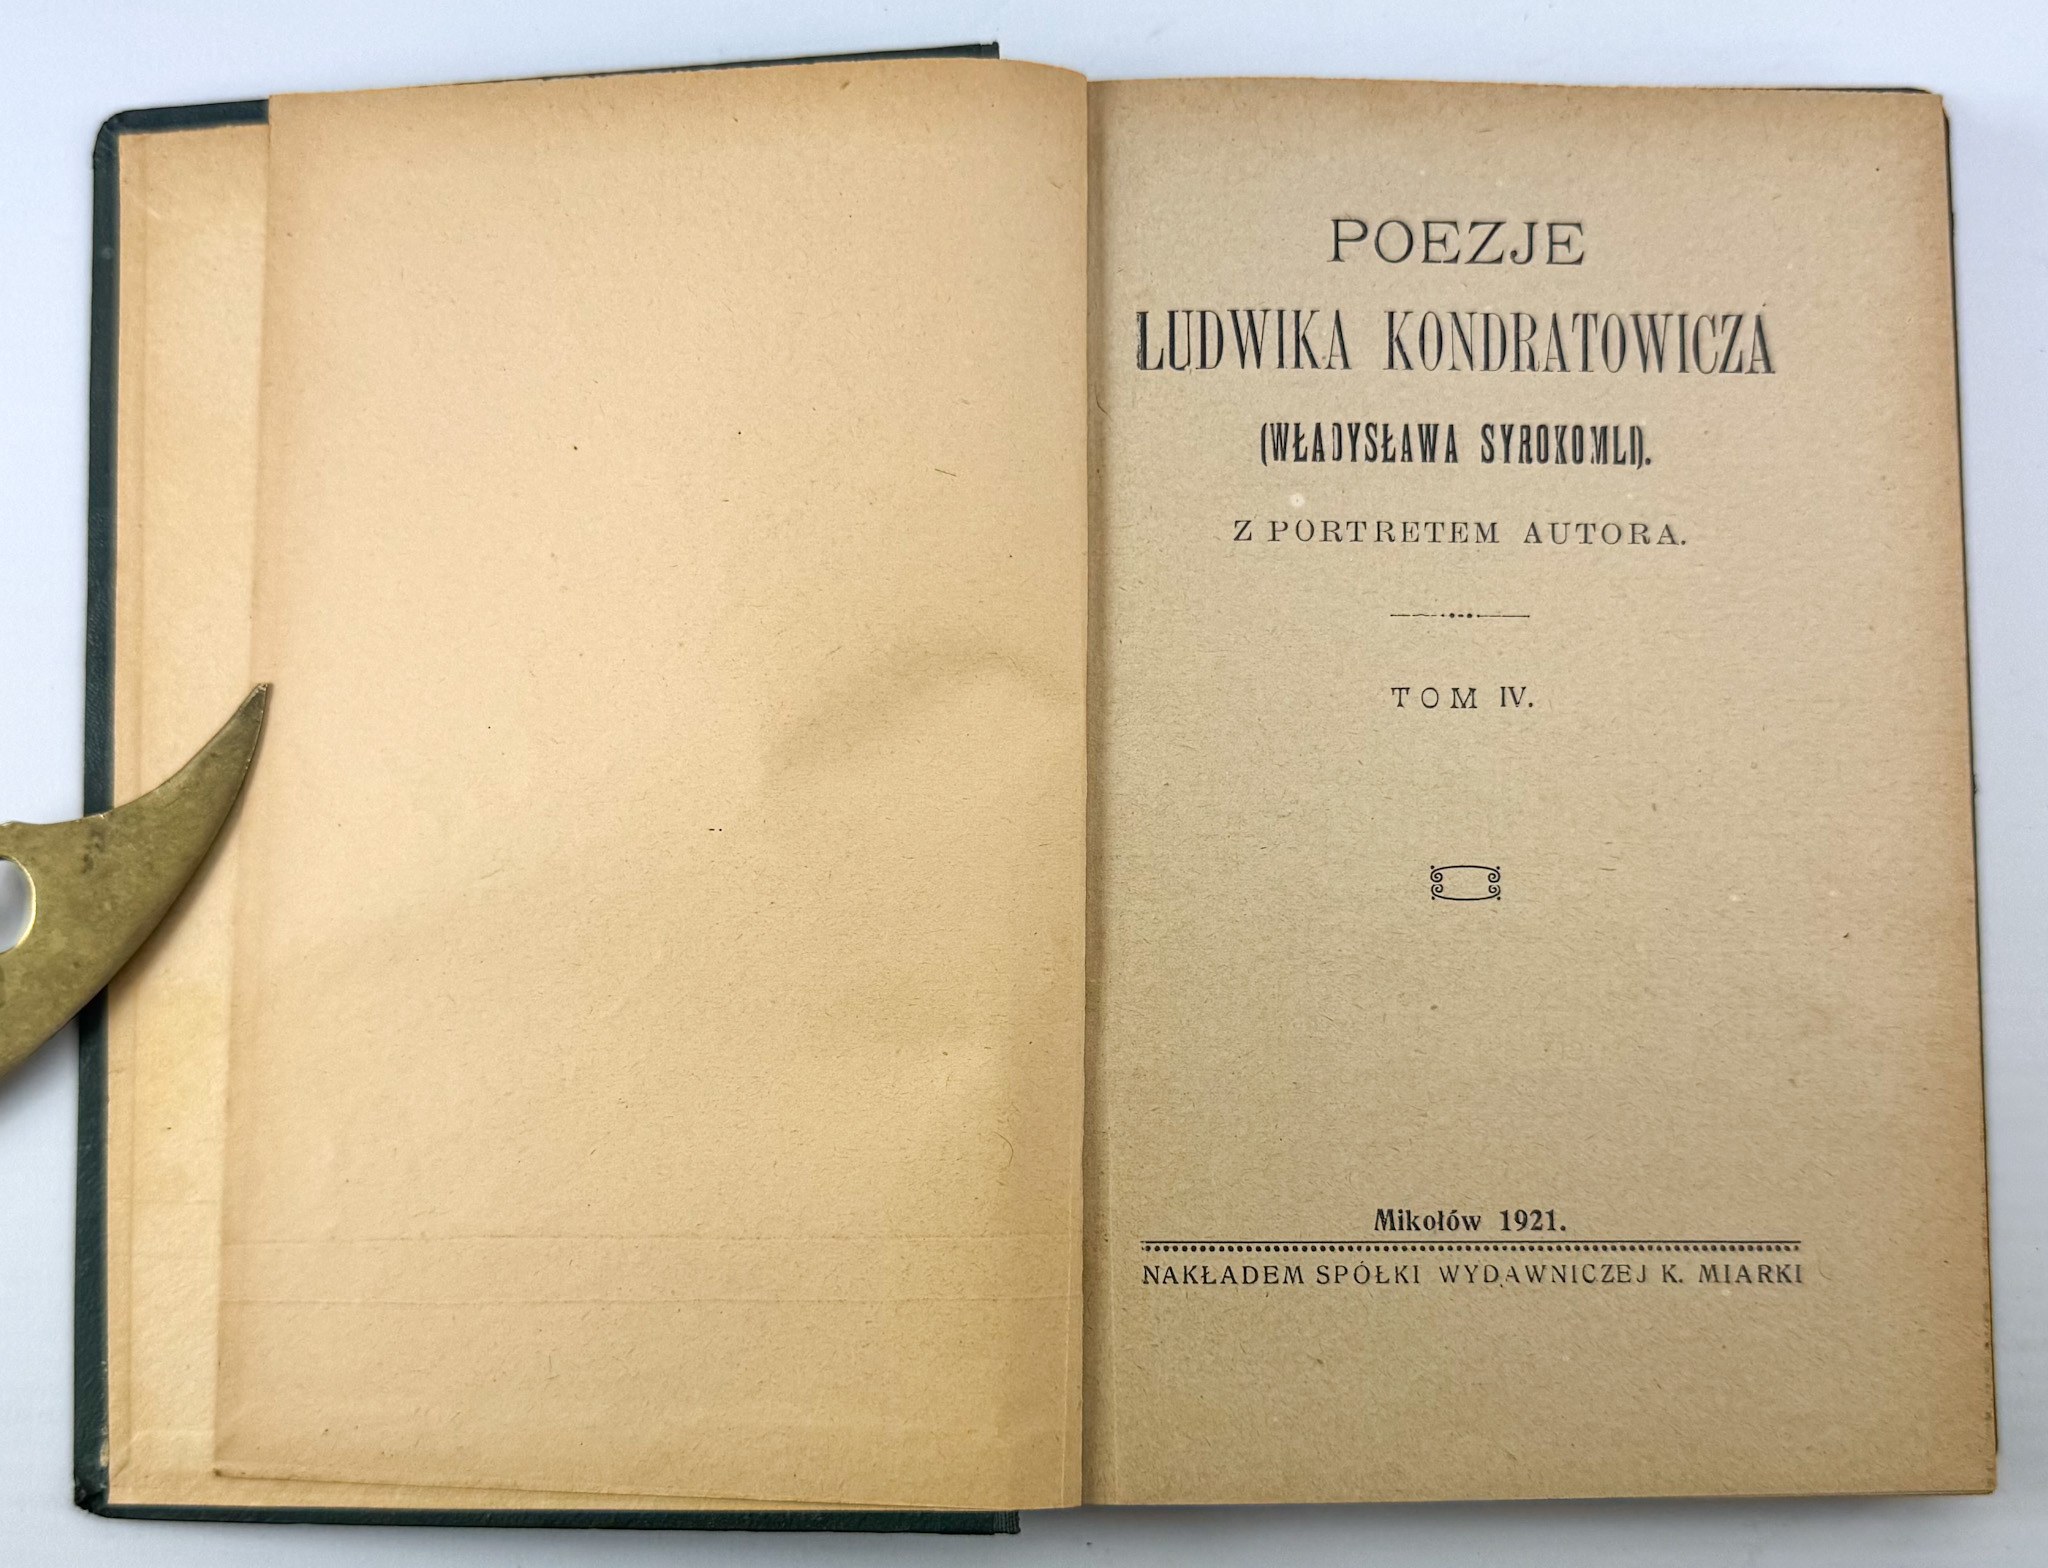 POEZJE
LUDWIKA KONDRATOWICZA
(WŁADYSŁAWA SYROKOMLI).
Z PORTRETEM AUTORA.
TOM IV.
Mikołów 1921.
NAKŁADEM SPÓŁKI WYDAWNICZEJ K. MIARKI